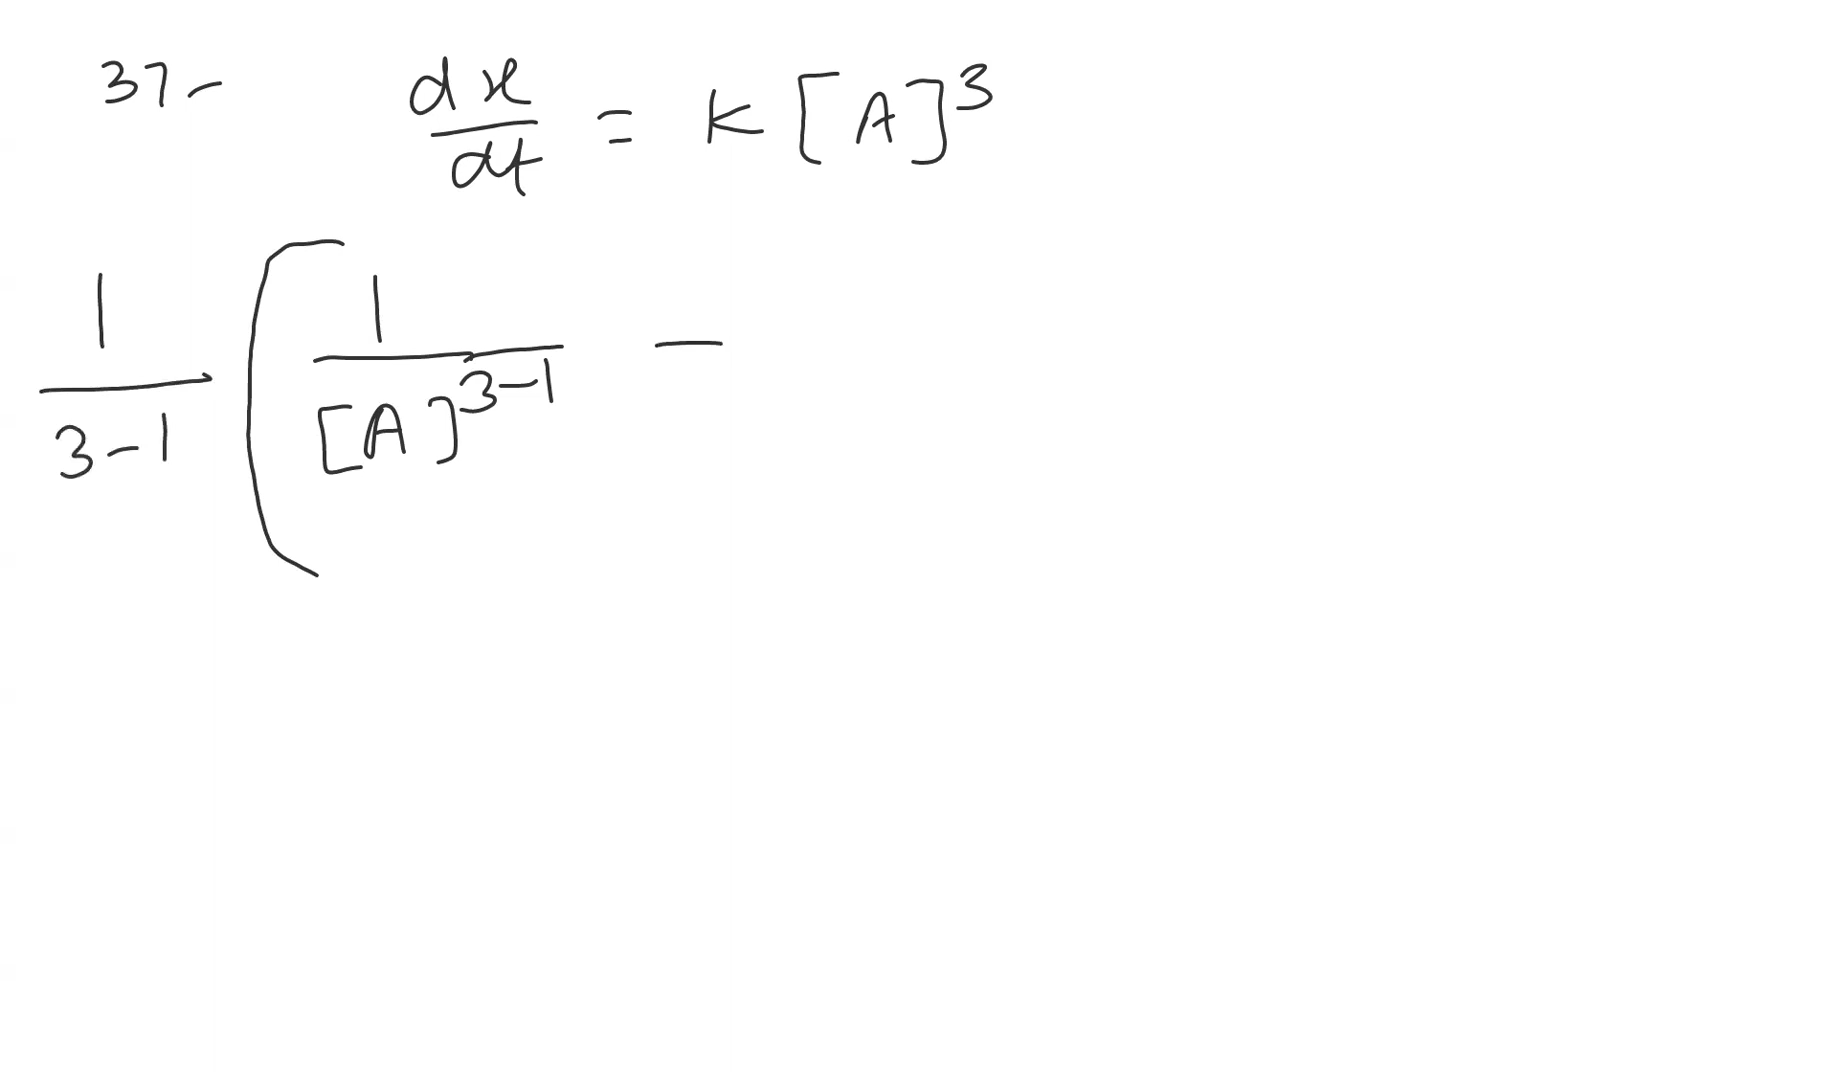 37- dx/dt = K [A]^3
1/(3-1) ( 1/[A]^(3-1) -